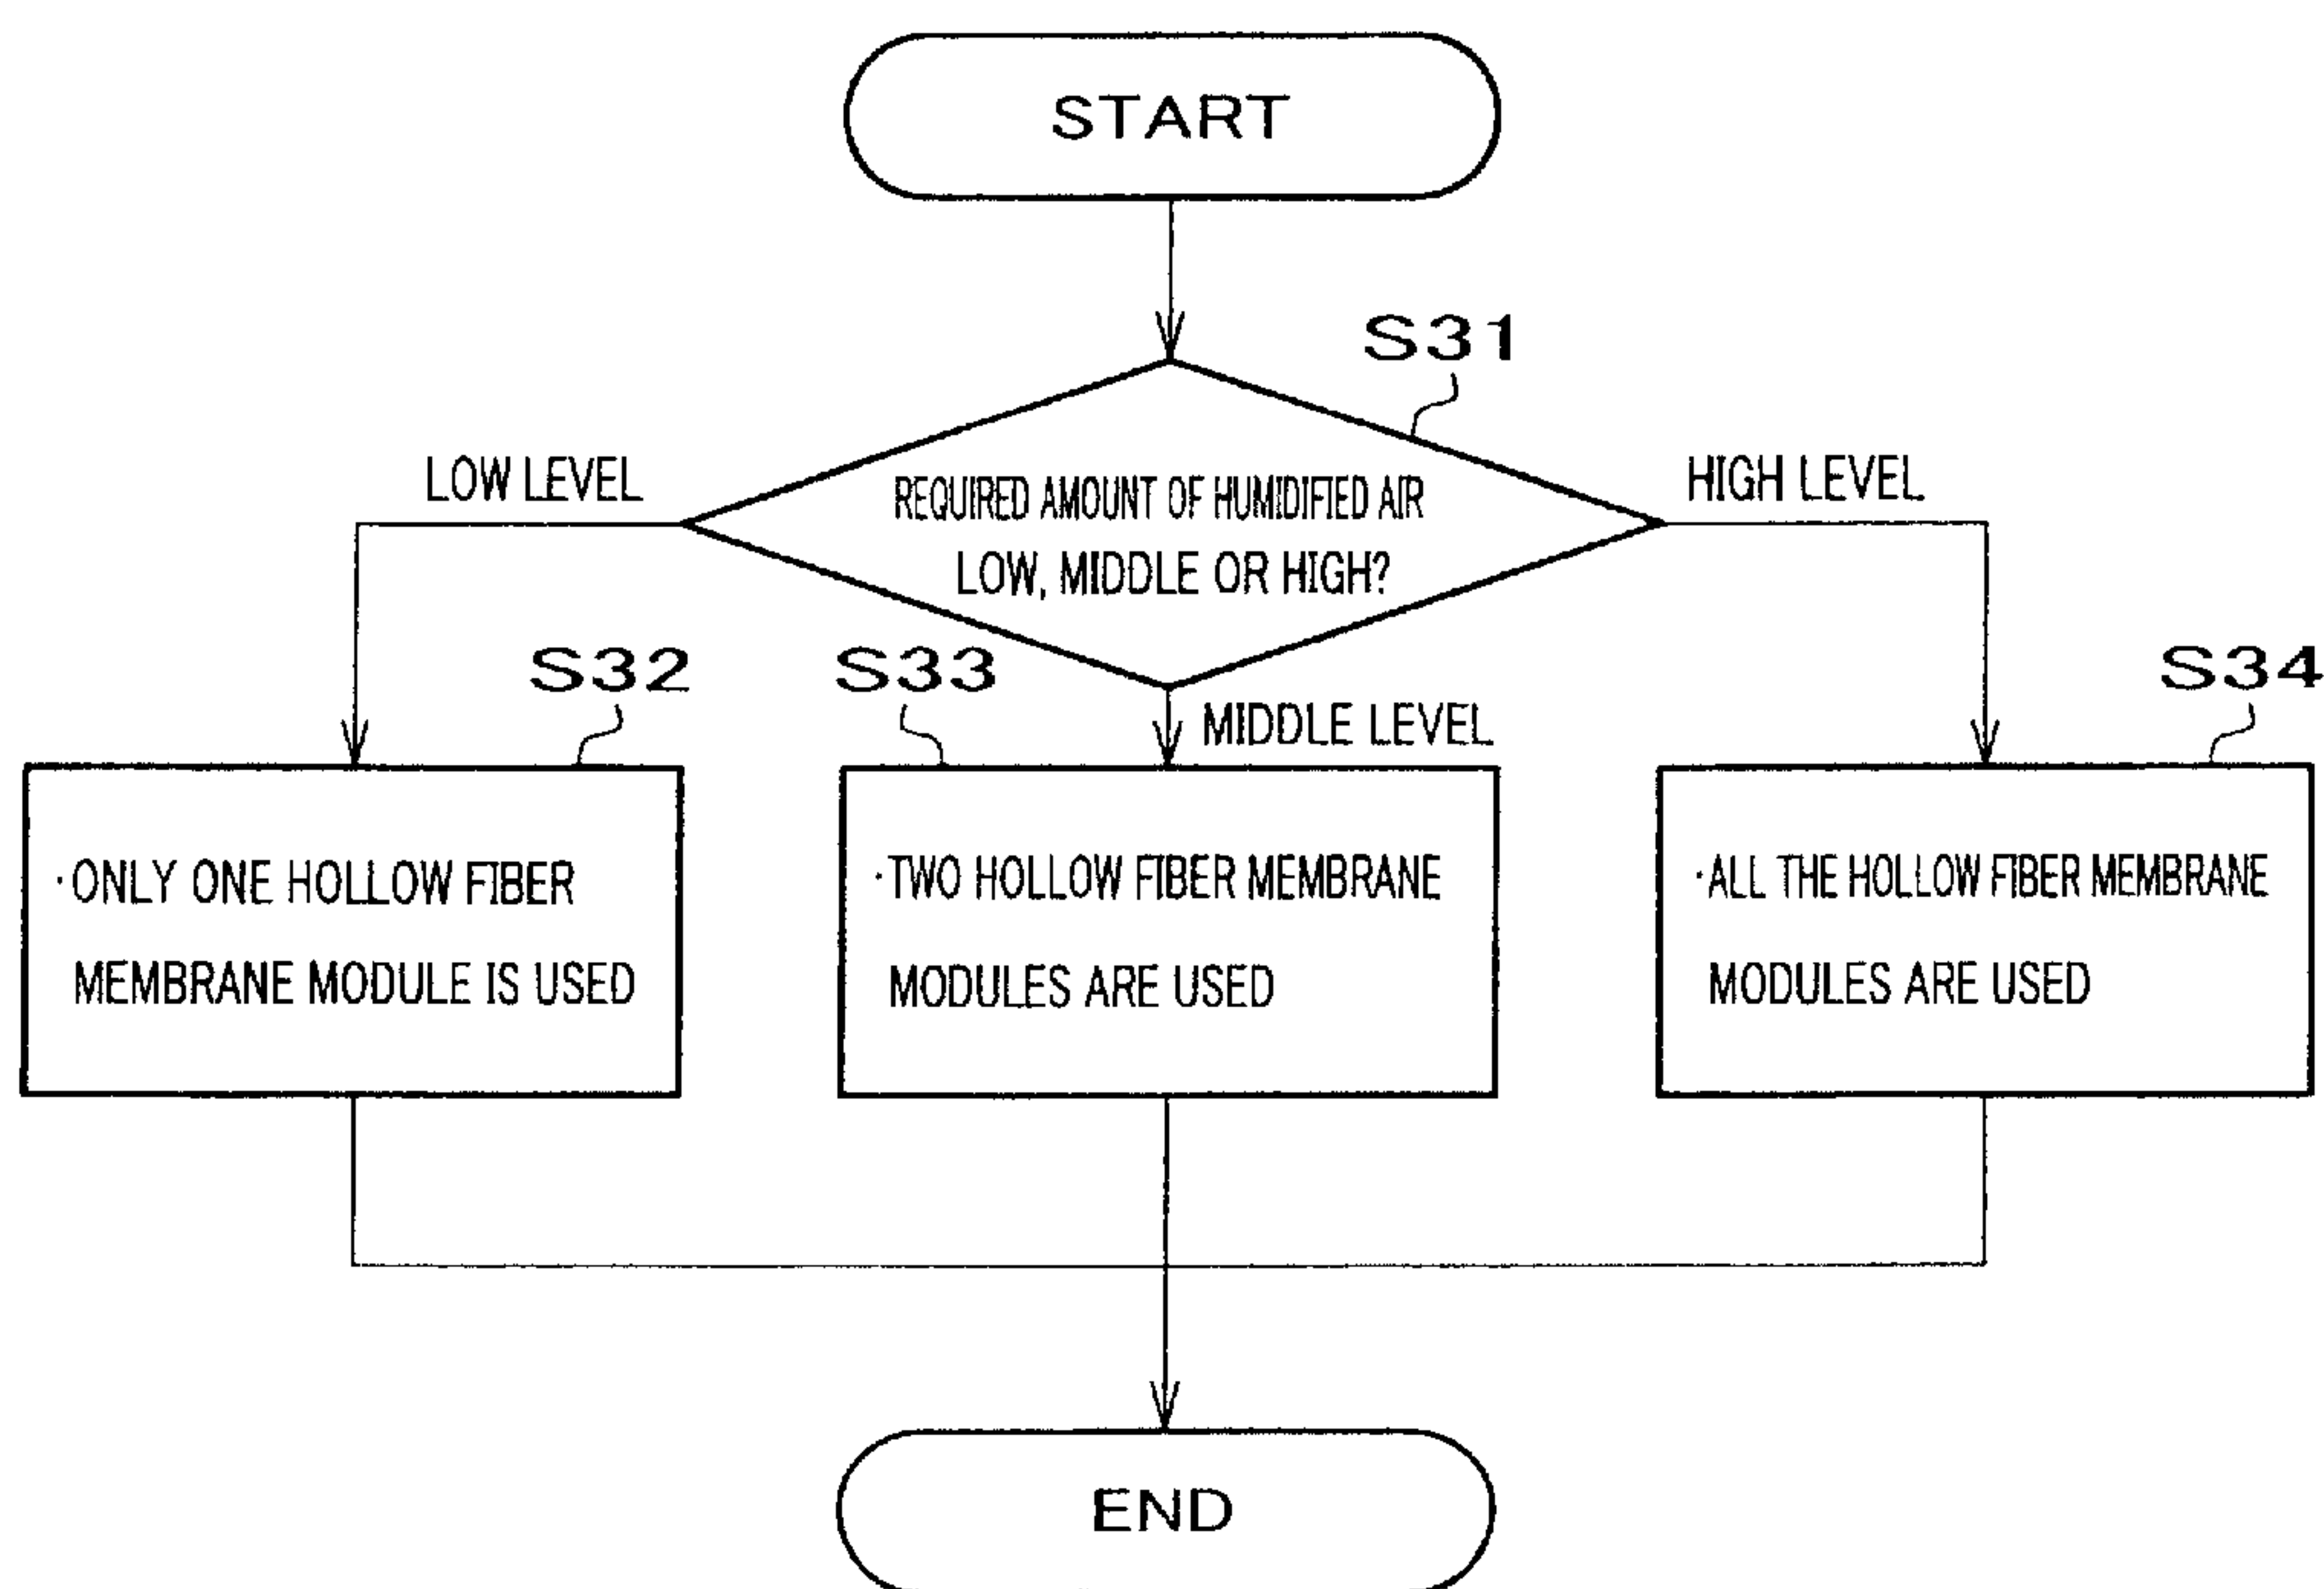 START
S31
LOW LEVEL
REQUIRED AMOUNT OF HUMIDIFIED AIR
LOW, MIDDLE OR HIGH?
HIGH LEVEL
S32
S33
MIDDLE LEVEL
S34
·ONLY ONE HOLLOW FIBER
MEMBRANE MODULE IS USED
·TWO HOLLOW FIBER MEMBRANE
MODULES ARE USED
·ALL THE HOLLOW FIBER MEMBRANE
MODULES ARE USED
END